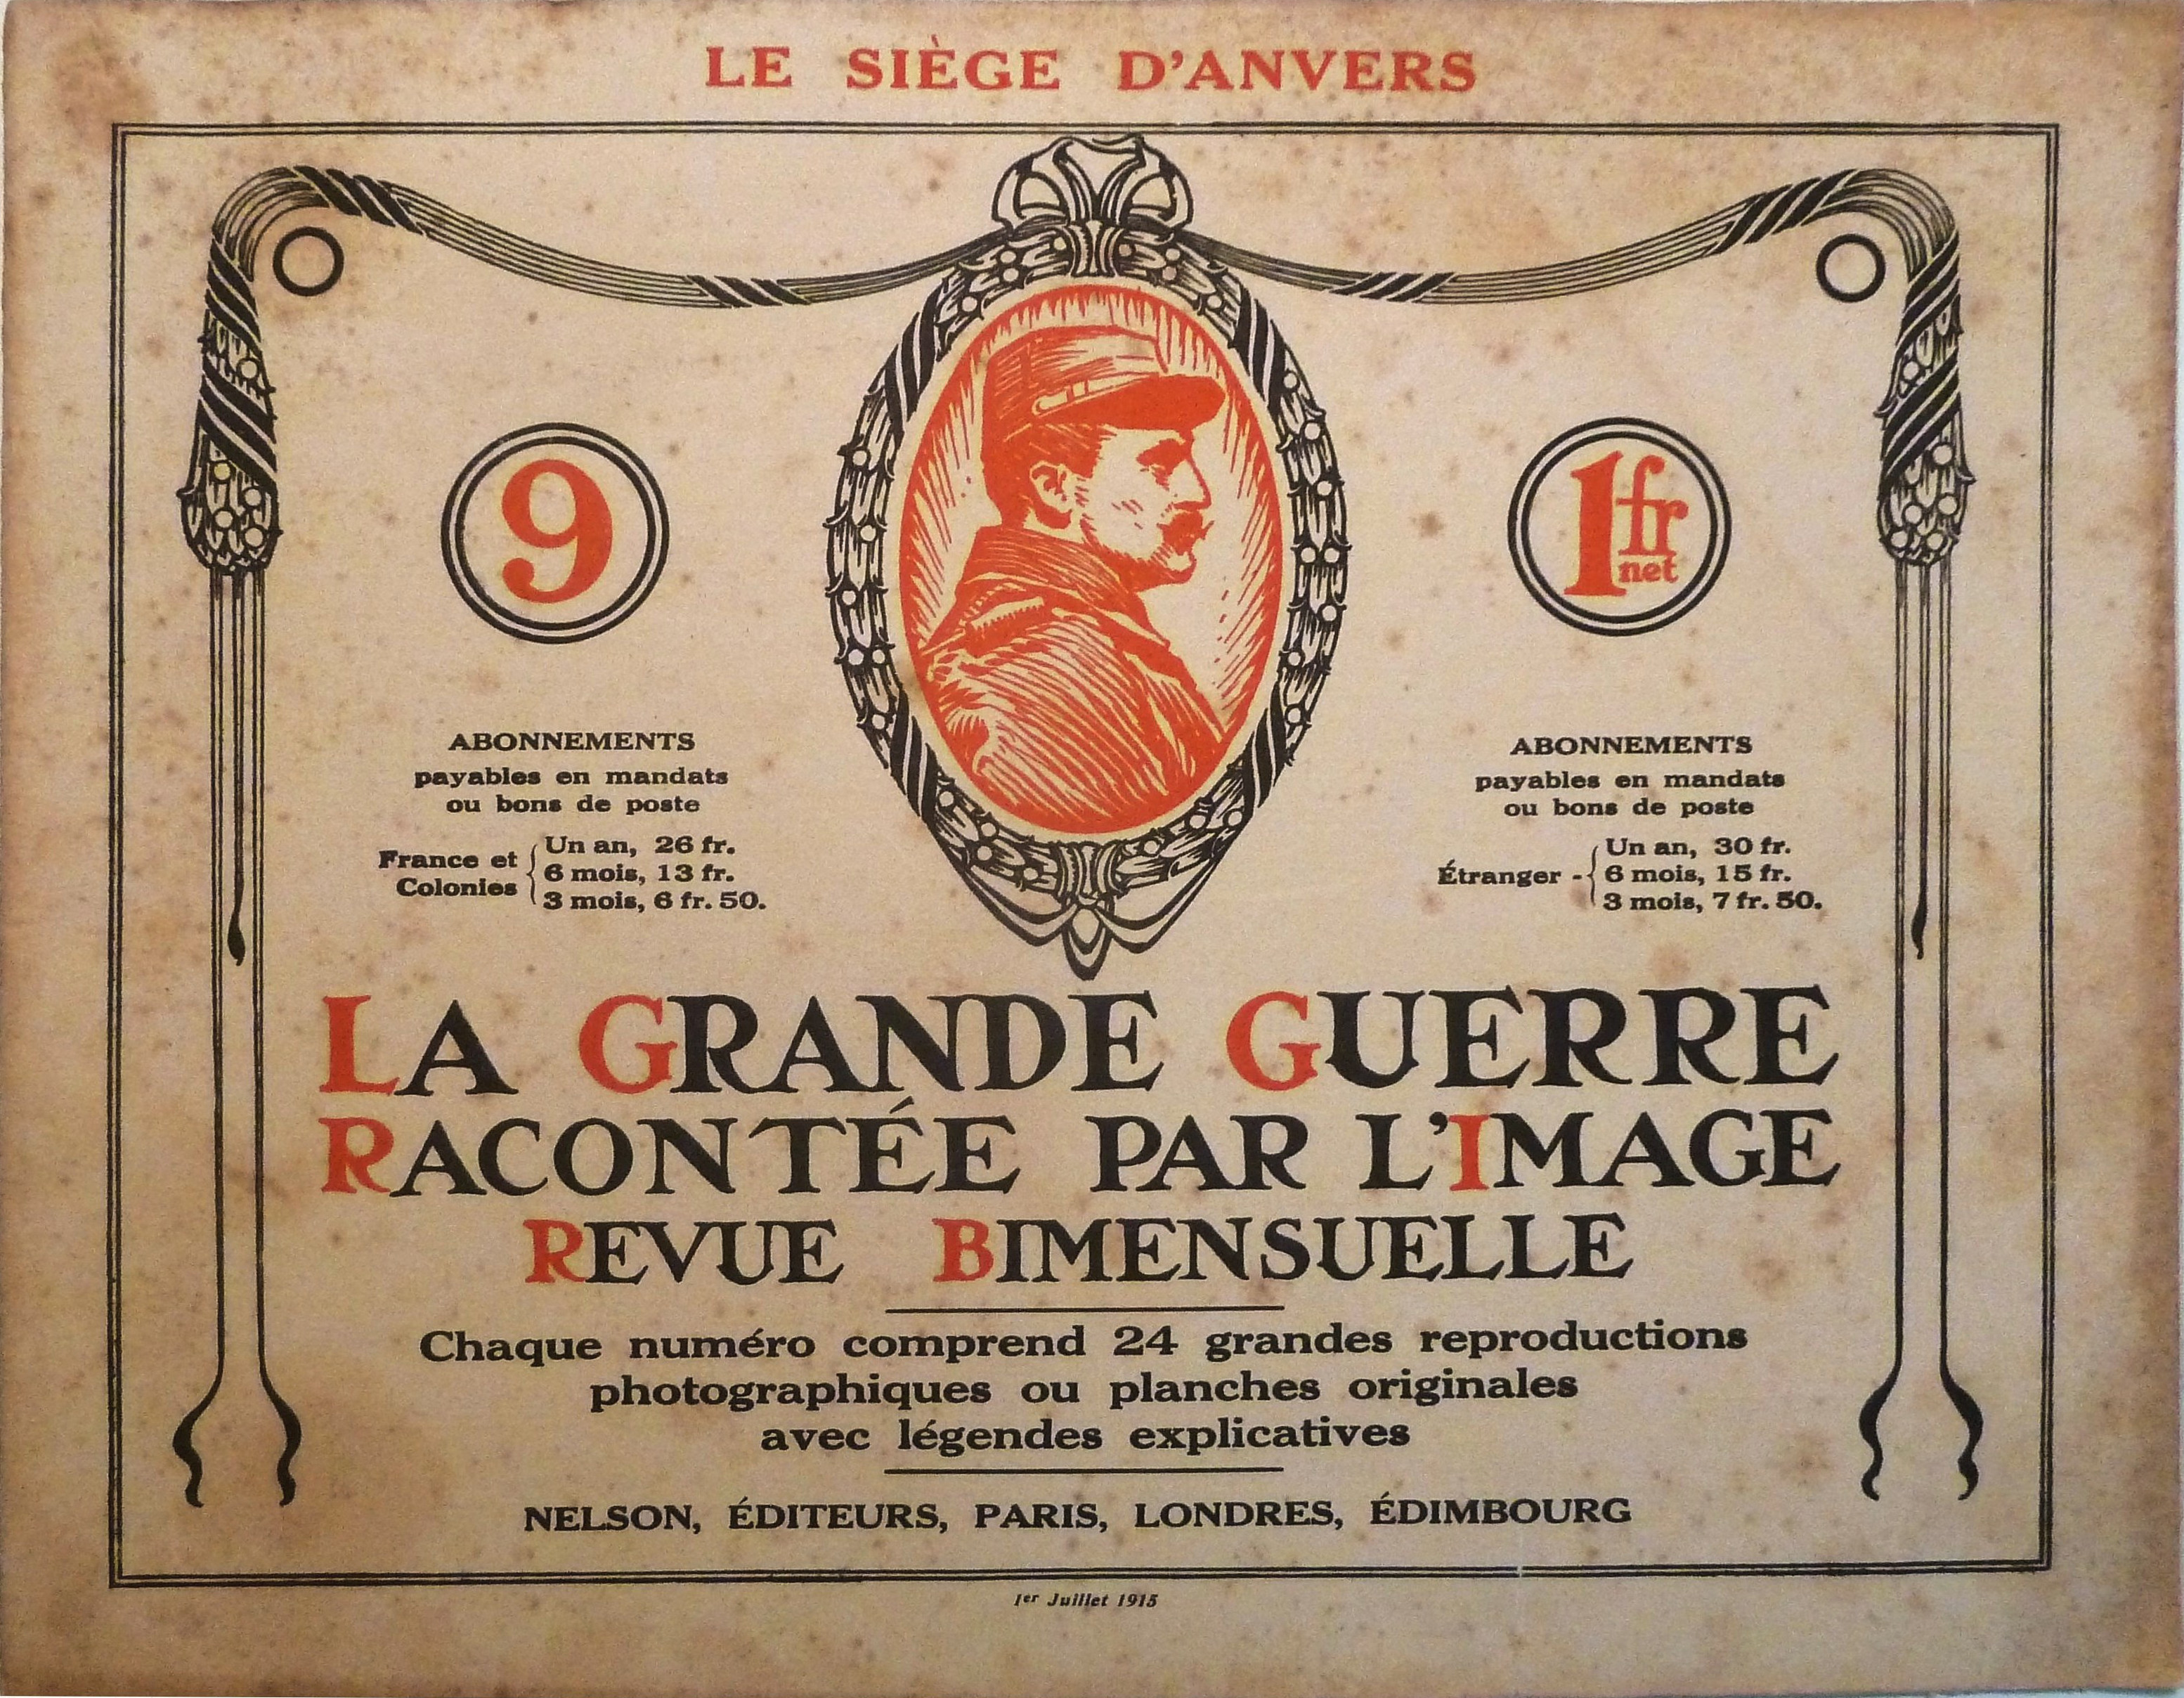 LE SIÈGE D'ANVERS
9
1 fr
net
ABONNEMENTS
payables en mandats
ou bons de poste
France et
Colonies
Un an, 26 fr.
6 mois, 13 fr.
3 mois, 6 fr. 50.
ABONNEMENTS
payables en mandats
ou bons de poste
Étranger -
Un an, 30 fr.
6 mois, 15 fr.
3 mois, 7 fr. 50.
LA GRANDE GUERRE
RACONTÉE PAR L'IMAGE
REVUE BIMENSUELLE
Chaque numéro comprend 24 grandes reproductions
photographiques ou planches originales
avec légendes explicatives
NELSON, ÉDITEURS, PARIS, LONDRES, ÉDIMBOURG
1er Juillet 1915